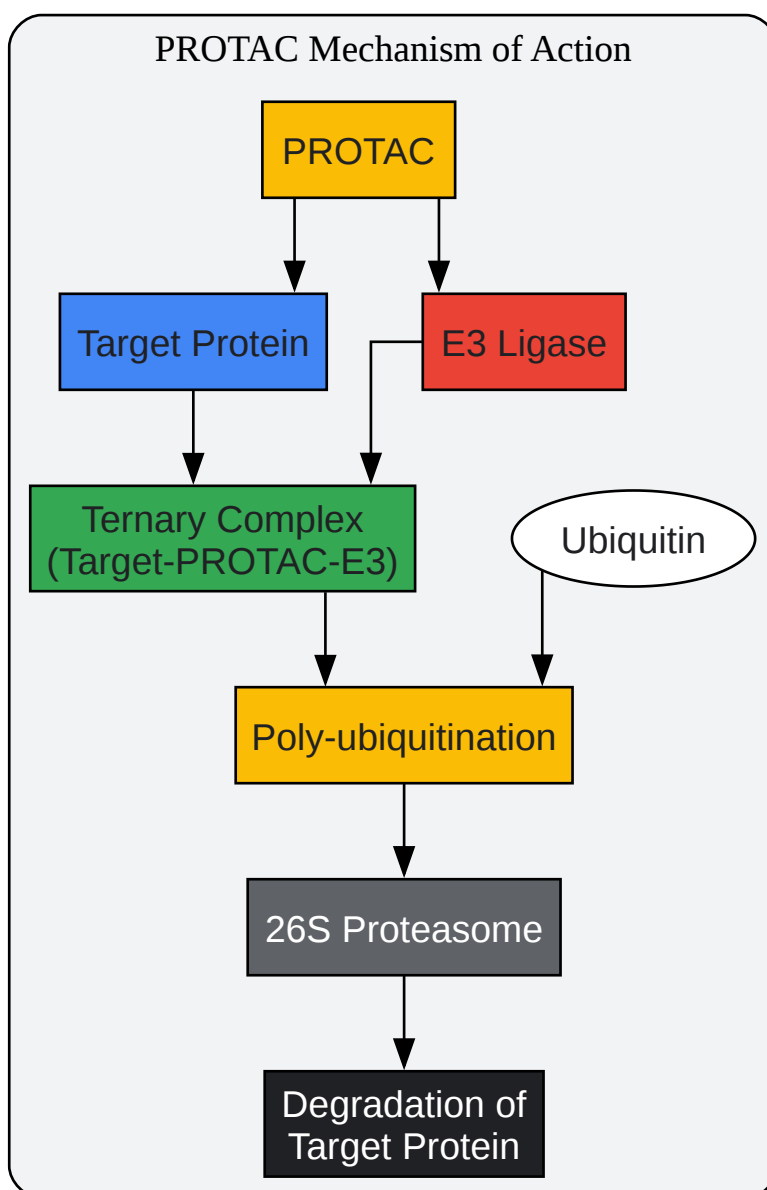 PROTAC Mechanism of Action
PROTAC
Target Protein
E3 Ligase
Ternary Complex
(Target-PROTAC-E3)
Ubiquitin
Poly-ubiquitination
26S Proteasome
Degradation of
Target Protein